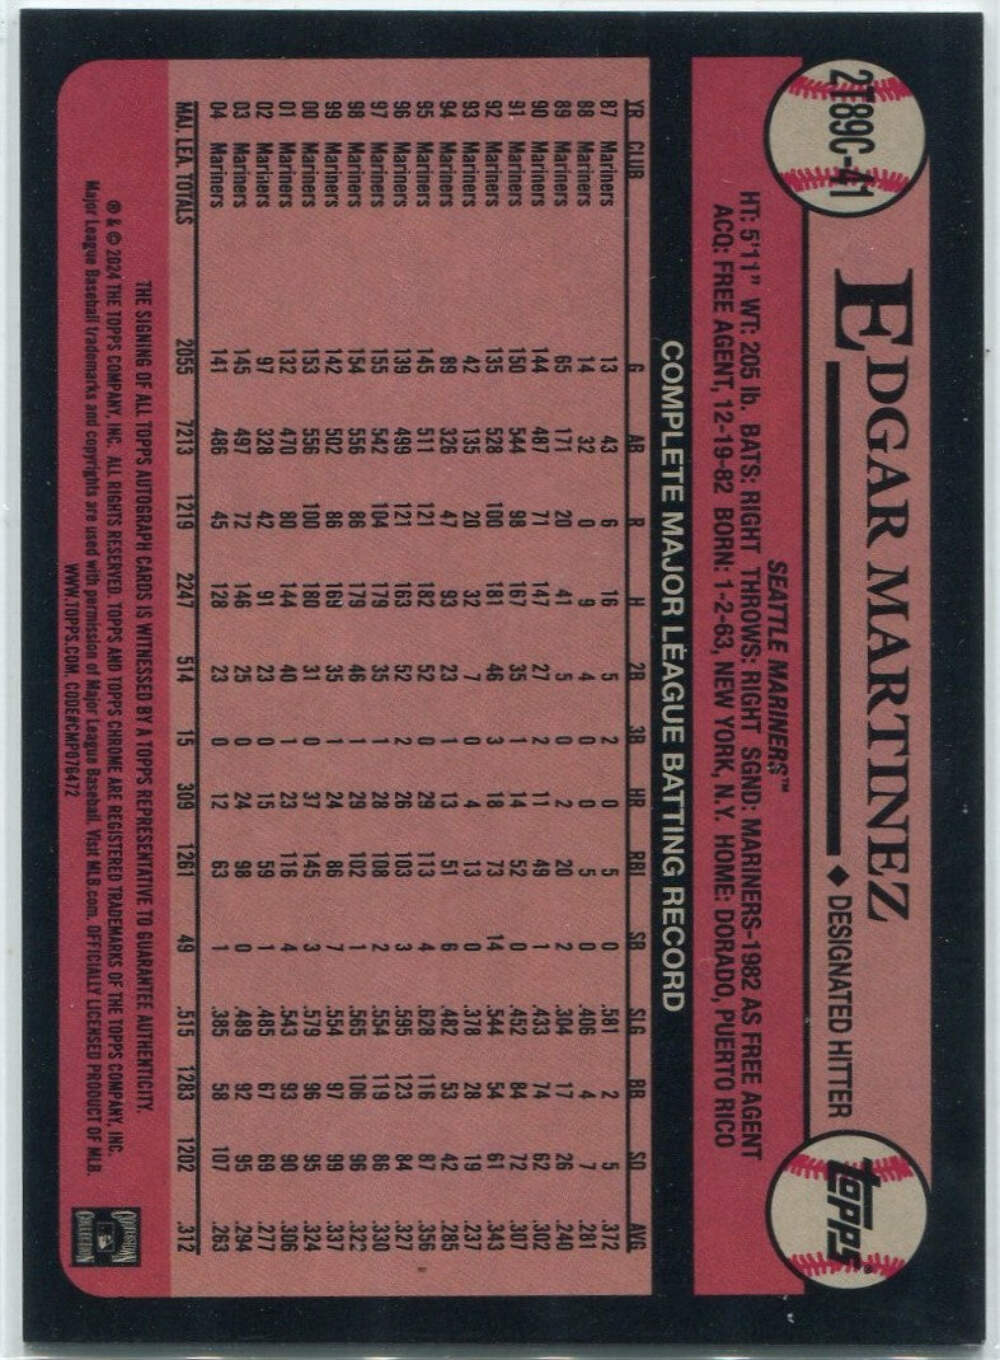 2T89C-41
EDGAR MARTINEZ
◆ DESIGNATED HITTER
topps®
SEATTLE MARINERS™
HT: 5'11" WT: 205 lb. BATS: RIGHT THROWS: RIGHT SGND: MARINERS-1982 AS FREE AGENT
ACQ: FREE AGENT, 12-19-82 BORN: 1-2-63, NEW YORK, N.Y. HOME: DORADO, PUERTO RICO
COMPLETE MAJOR LEAGUE BATTING RECORD
YR CLUB G AB R H 2B 3B HR RBI SB SLG BB SO AVG
87 Mariners 13 43 6 16 5 2 0 5 0 .581 2 5 .372
88 Mariners 14 32 0 9 4 0 0 5 0 .406 4 7 .281
89 Mariners 65 171 20 41 5 0 2 20 2 .304 17 26 .240
90 Mariners 144 487 71 147 27 2 11 49 1 .433 74 62 .302
91 Mariners 150 544 98 167 35 1 14 52 0 .452 84 72 .307
92 Mariners 135 528 100 181 46 3 18 73 14 .544 54 61 .343
93 Mariners 42 135 20 32 7 0 4 13 0 .378 28 19 .237
94 Mariners 89 326 47 93 23 1 13 51 6 .482 53 42 .285
95 Mariners 145 511 121 182 52 0 29 113 4 .628 116 87 .356
96 Mariners 139 499 121 163 52 2 26 103 3 .595 123 84 .327
97 Mariners 155 542 104 179 35 1 28 108 2 .554 119 86 .330
98 Mariners 154 556 86 179 46 1 29 102 1 .565 106 96 .322
99 Mariners 142 502 86 169 35 1 24 86 7 .554 97 99 .337
00 Mariners 153 556 100 180 31 0 37 145 3 .579 96 95 .324
01 Mariners 132 470 80 144 40 1 23 116 4 .543 93 90 .306
02 Mariners 97 328 42 91 23 0 15 59 1 .485 67 69 .277
03 Mariners 145 497 72 146 25 0 24 98 0 .489 92 95 .294
04 Mariners 141 486 45 128 23 0 12 63 1 .385 58 107 .263
MAJ. LEA. TOTALS 2055 7213 1219 2247 514 15 309 1261 49 .515 1283 1202 .312
THE SIGNING OF ALL TOPPS AUTOGRAPH CARDS IS WITNESSED BY A TOPPS REPRESENTATIVE TO GUARANTEE AUTHENTICITY.
® & © 2024 THE TOPPS COMPANY, INC. ALL RIGHTS RESERVED. TOPPS AND TOPPS CHROME ARE REGISTERED TRADEMARKS OF THE TOPPS COMPANY, INC.
Major League Baseball trademarks and copyrights are used with permission of Major League Baseball. Visit MLB.com. OFFICIALLY LICENSED PRODUCT OF MLB.
WWW.TOPPS.COM. CODE#CMP076472
COOPERSTOWN
COLLECTION